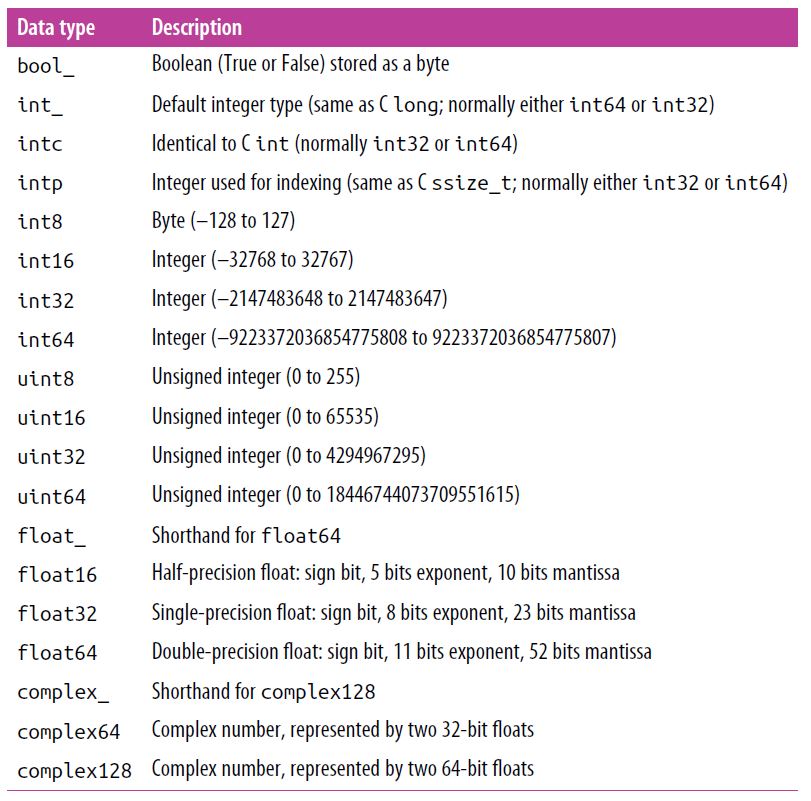 Data type Description
bool_ Boolean (True or False) stored as a byte
int_ Default integer type (same as C long; normally either int64 or int32)
intc Identical to C int (normally int32 or int64)
intp Integer used for indexing (same as C ssize_t; normally either int32 or int64)
int8 Byte (–128 to 127)
int16 Integer (–32768 to 32767)
int32 Integer (–2147483648 to 2147483647)
int64 Integer (–9223372036854775808 to 9223372036854775807)
uint8 Unsigned integer (0 to 255)
uint16 Unsigned integer (0 to 65535)
uint32 Unsigned integer (0 to 4294967295)
uint64 Unsigned integer (0 to 18446744073709551615)
float_ Shorthand for float64
float16 Half-precision float: sign bit, 5 bits exponent, 10 bits mantissa
float32 Single-precision float: sign bit, 8 bits exponent, 23 bits mantissa
float64 Double-precision float: sign bit, 11 bits exponent, 52 bits mantissa
complex_ Shorthand for complex128
complex64 Complex number, represented by two 32-bit floats
complex128 Complex number, represented by two 64-bit floats